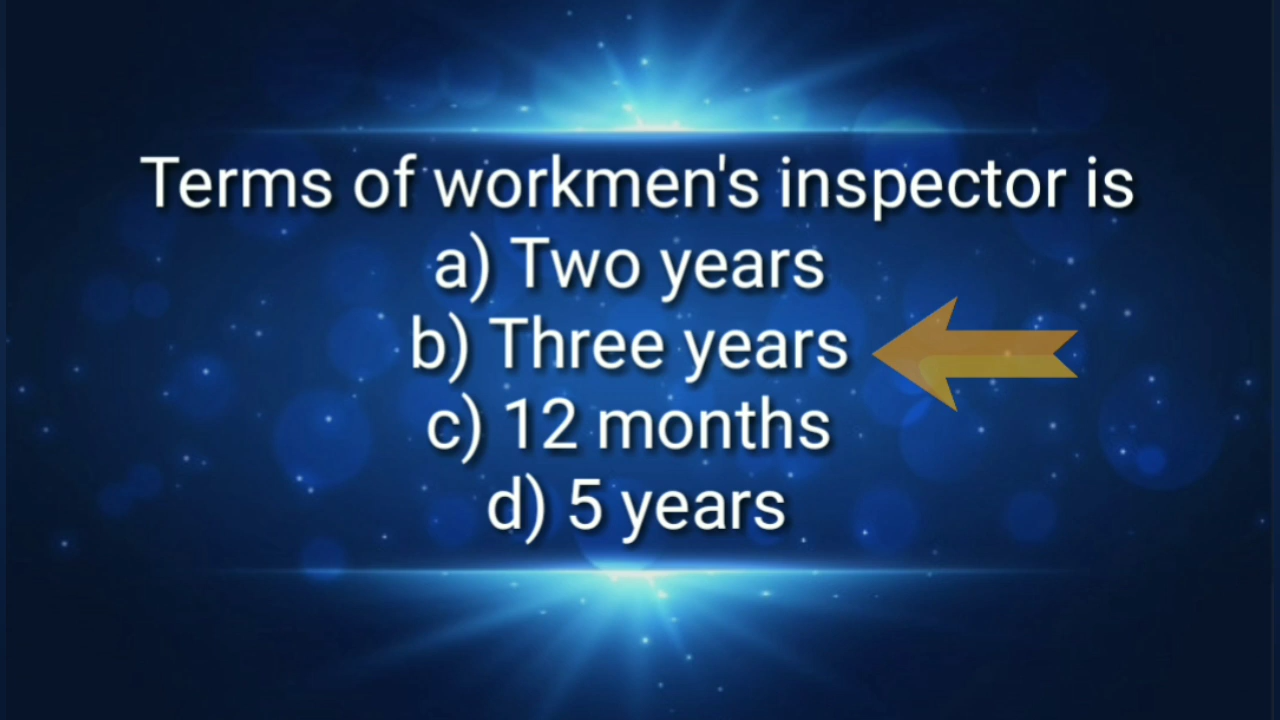 Terms of workmen's inspector is
a) Two years
b) Three years
c) 12 months
d) 5 years